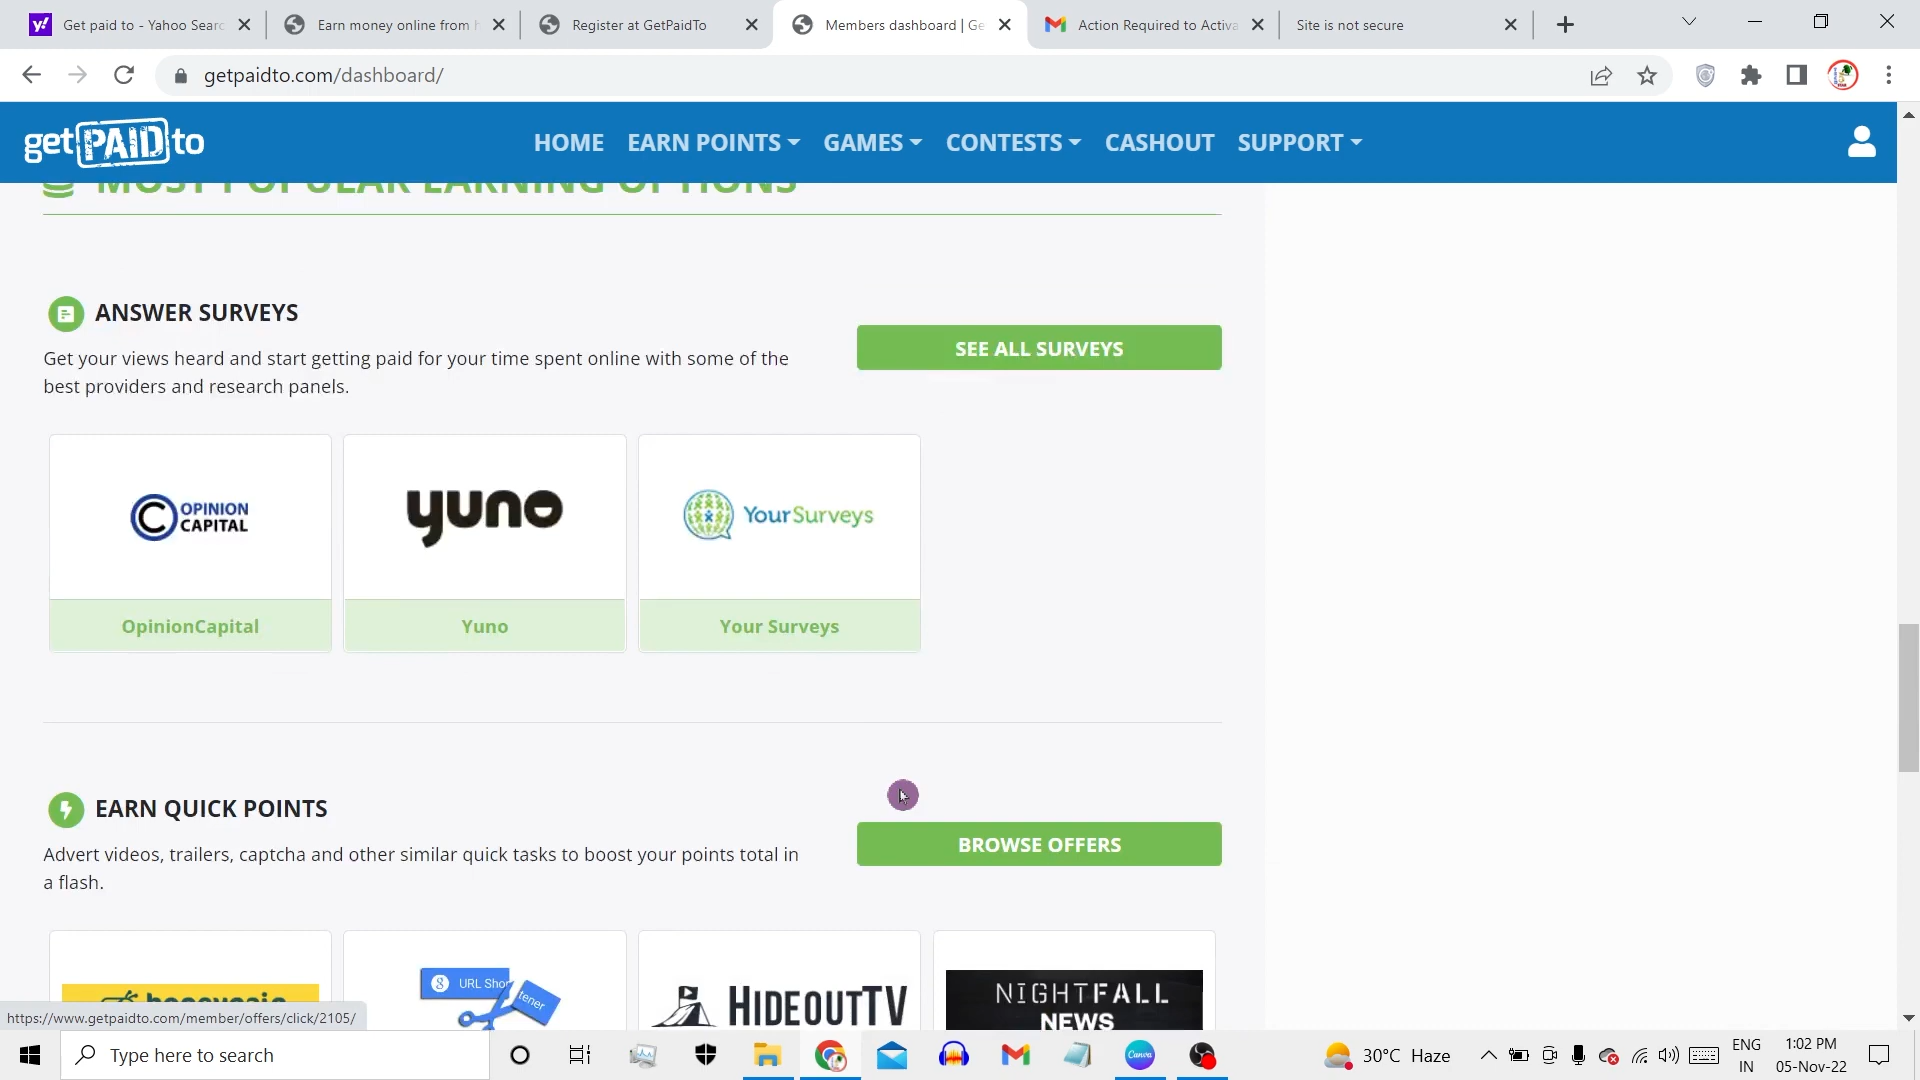 Get paid to - Yahoo Searc
Earn money online from h
Register at GetPaidTo
Members dashboard | Ge
Action Required to Activa
Site is not secure
getpaidto.com/dashboard/
getPAIDto
HOME
EARN POINTS
GAMES
CONTESTS
CASHOUT
SUPPORT
MOST POPULAR EARNING OPTIONS
ANSWER SURVEYS
Get your views heard and start getting paid for your time spent online with some of the
best providers and research panels.
SEE ALL SURVEYS
OPINION
CAPITAL
yuno
YourSurveys
OpinionCapital
Yuno
Your Surveys
EARN QUICK POINTS
Advert videos, trailers, captcha and other similar quick tasks to boost your points total in
a flash.
BROWSE OFFERS
URL Shor
tener
HIDEOUTTV
NIGHTFALL
NEWS
https://www.getpaidto.com/member/offers/click/2105/
Type here to search
Canva
30°C Haze
ENG
IN
1:02 PM
05-Nov-22